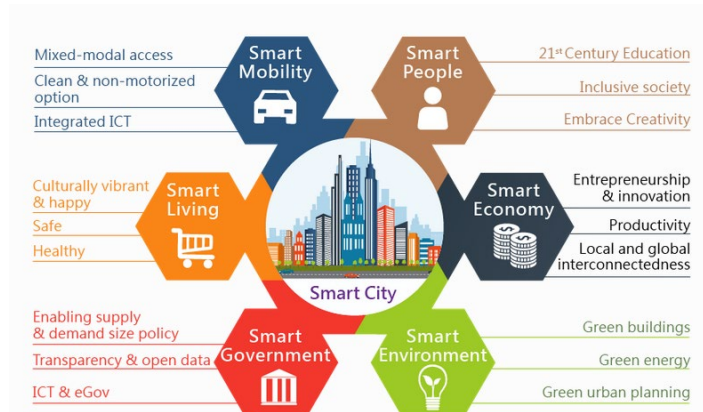 Mixed-modal access
Clean & non-motorized
option
Integrated ICT
Smart
Mobility
Smart
People
21st Century Education
Inclusive society
Embrace Creativity
Culturally vibrant
& happy
Safe
Healthy
Smart
Living
Smart City
Smart
Economy
Entrepreneurship
& innovation
Productivity
Local and global
interconnectedness
Enabling supply
& demand size policy
Transparency & open data
ICT & eGov
Smart
Government
Smart
Environment
Green buildings
Green energy
Green urban planning